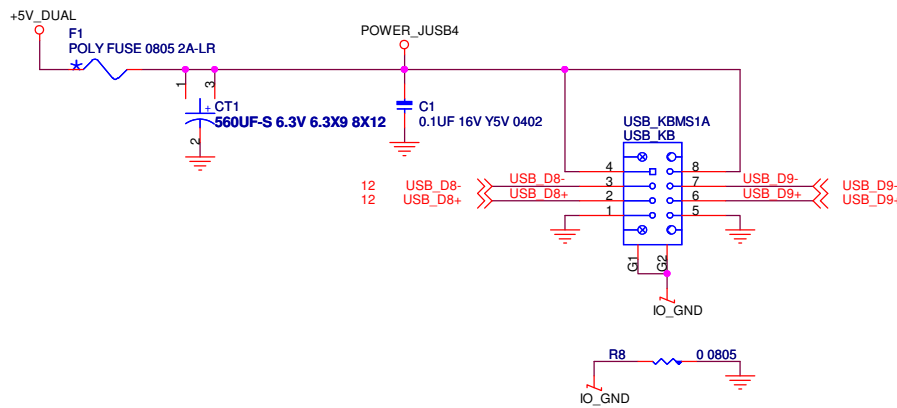 +5V_DUAL
F1
POLY FUSE 0805 2A-LR
POWER_JUSB4
1
3
CT1
560UF-S 6.3V 6.3X9 8X12
+
2
C1
0.1UF 16V Y5V 0402
USB_KBMS1A
USB_KB
4
8
12 USB_D8- USB_D8- 3
7 USB_D9- USB_D9-
12 USB_D8+ USB_D8+ 2
6 USB_D9+ USB_D9+
1
5
G1
G2
IO_GND
R8
0 0805
IO_GND